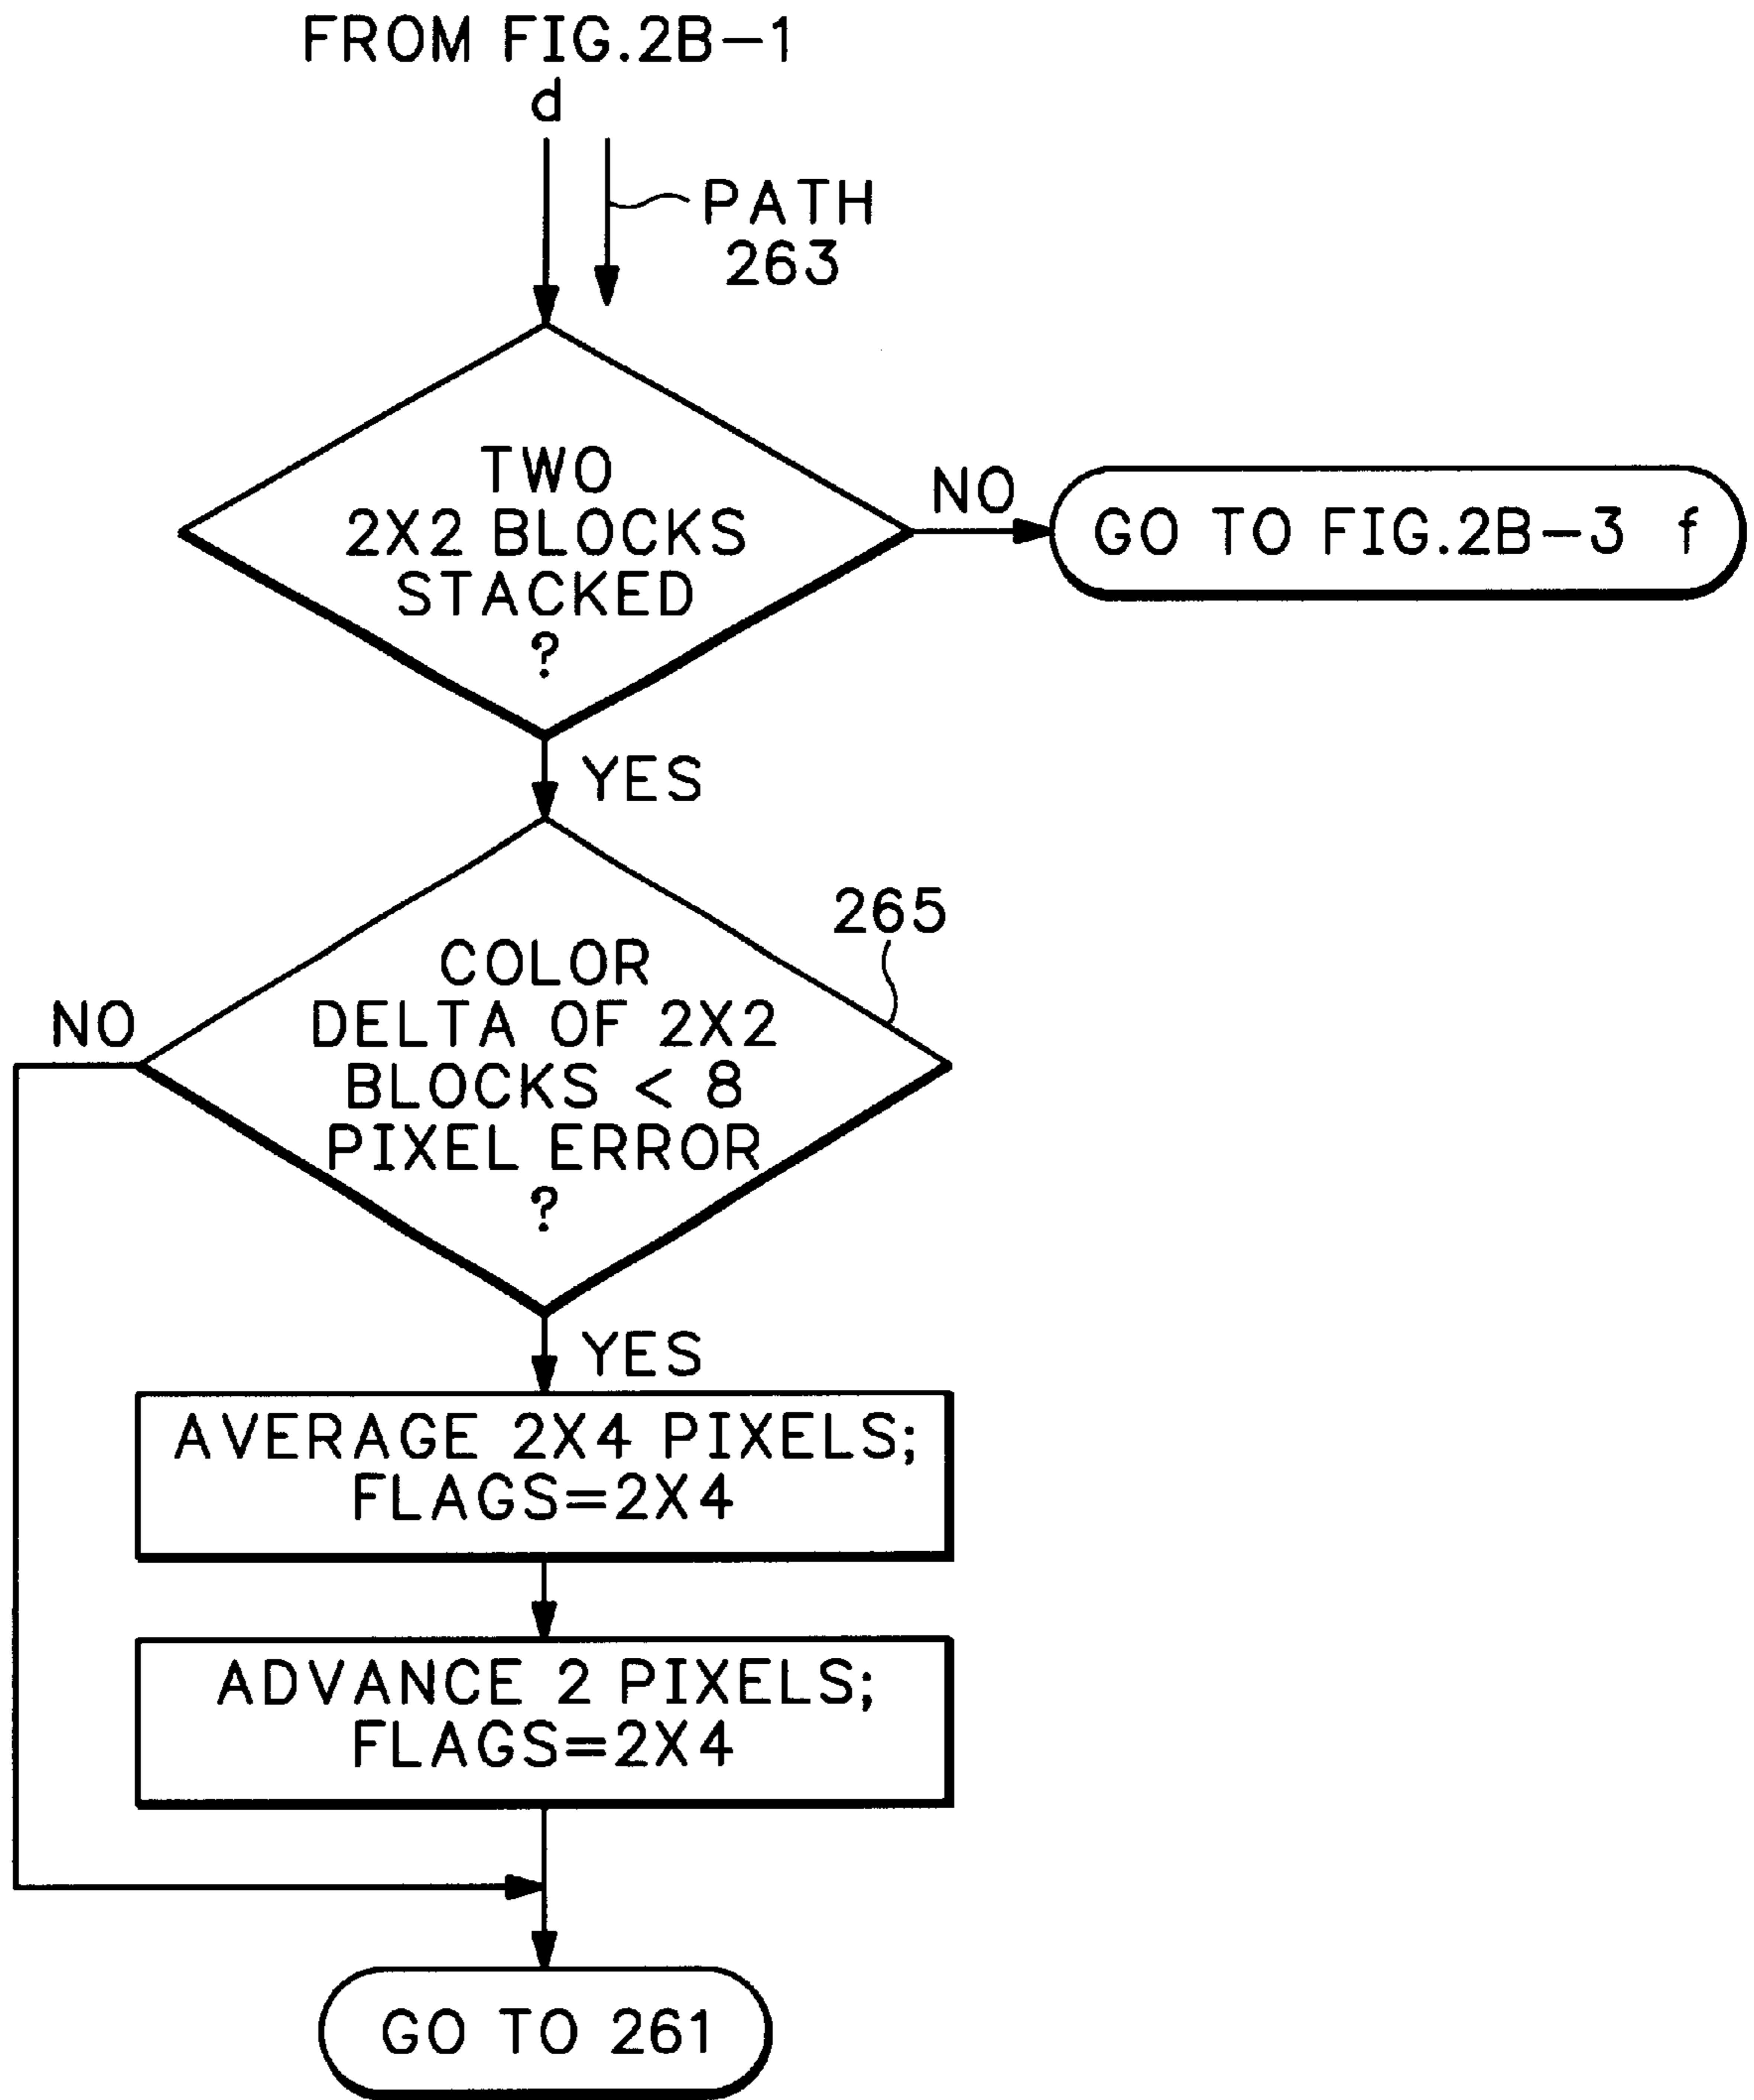 FROM FIG.2B-1
d
PATH
263
TWO
2X2 BLOCKS
STACKED
?
NO
GO TO FIG.2B-3 f
YES
265
COLOR
DELTA OF 2X2
BLOCKS < 8
PIXEL ERROR
?
NO
YES
AVERAGE 2X4 PIXELS;
FLAGS=2X4
ADVANCE 2 PIXELS;
FLAGS=2X4
GO TO 261